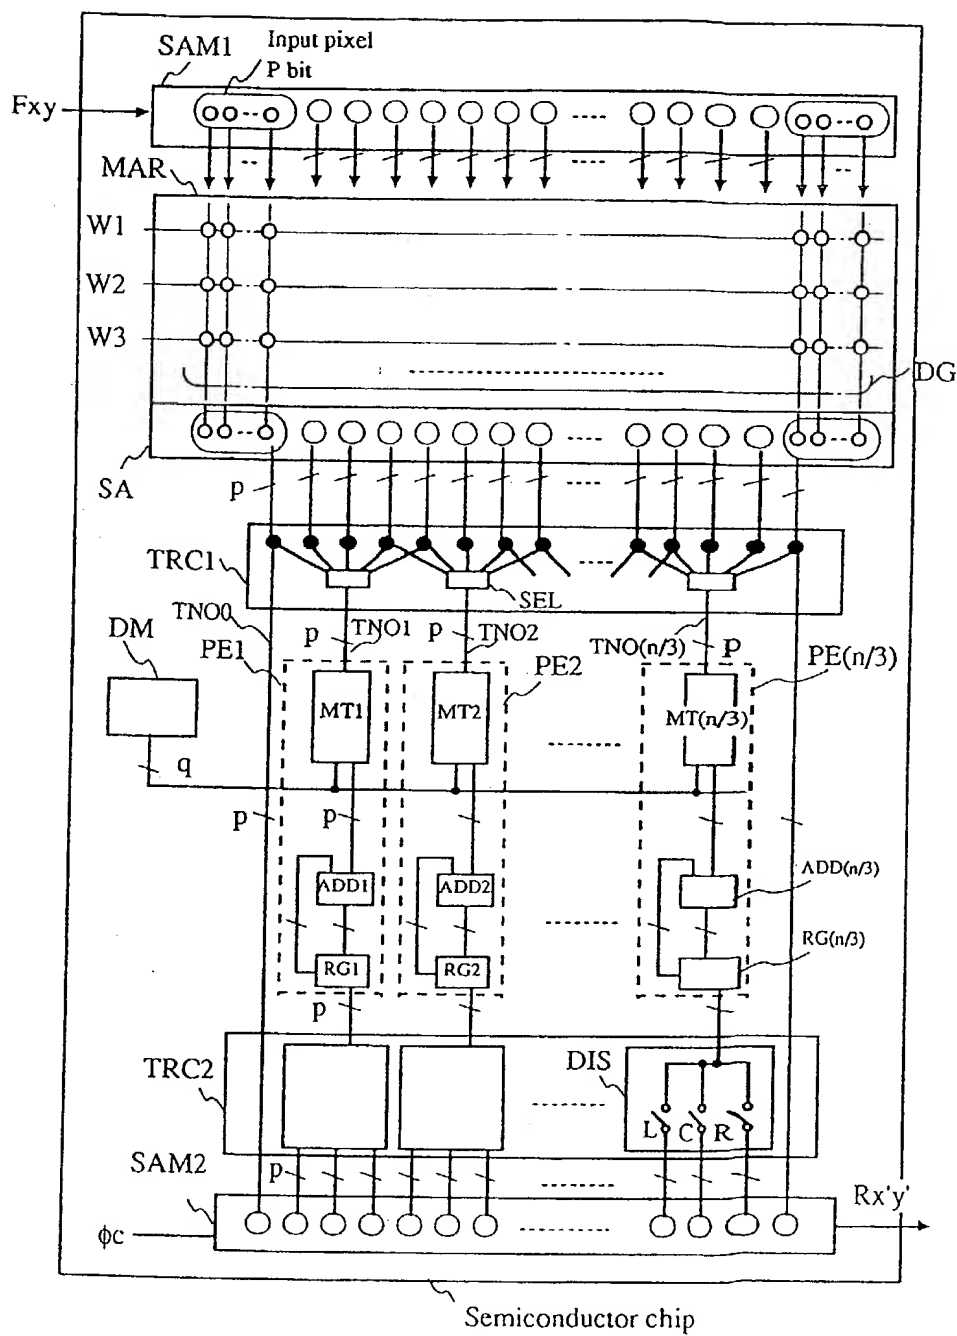 SAM1
Input pixel
P bit
Fxy
MAR
W1
W2
W3
DG
SA
p
TRC1
SEL
TNO0
DM
PE1
p
TNO1
p
TNO2
PE2
TNO(n/3)
p
PE(n/3)
MT1
MT2
MT(n/3)
q
p
p
ADD1
ADD2
ADD(n/3)
RG1
RG2
RG(n/3)
p
TRC2
DIS
L
C
R
SAM2
p
Rx'y'
φc
Semiconductor chip